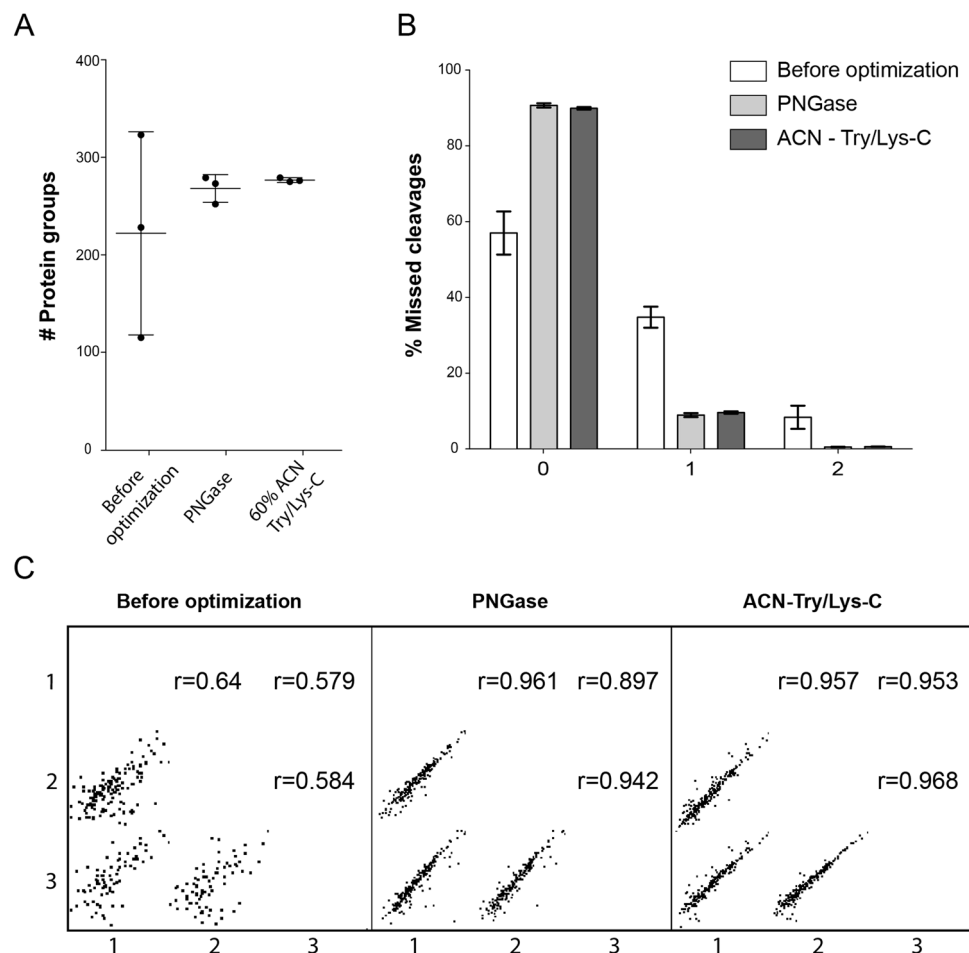 A
# Protein groups
400
300
200
100
0
Before
optimization
PNGase
60% ACN
Try/Lys-C
B
% Missed cleavages
100
80
60
40
20
0
0
1
2
Before optimization
PNGase
ACN - Try/Lys-C
C
Before optimization
PNGase
ACN-Try/Lys-C
1
r=0.64
r=0.579
r=0.961
r=0.897
r=0.957
r=0.953
2
r=0.584
r=0.942
r=0.968
3
1
2
3
1
2
3
1
2
3